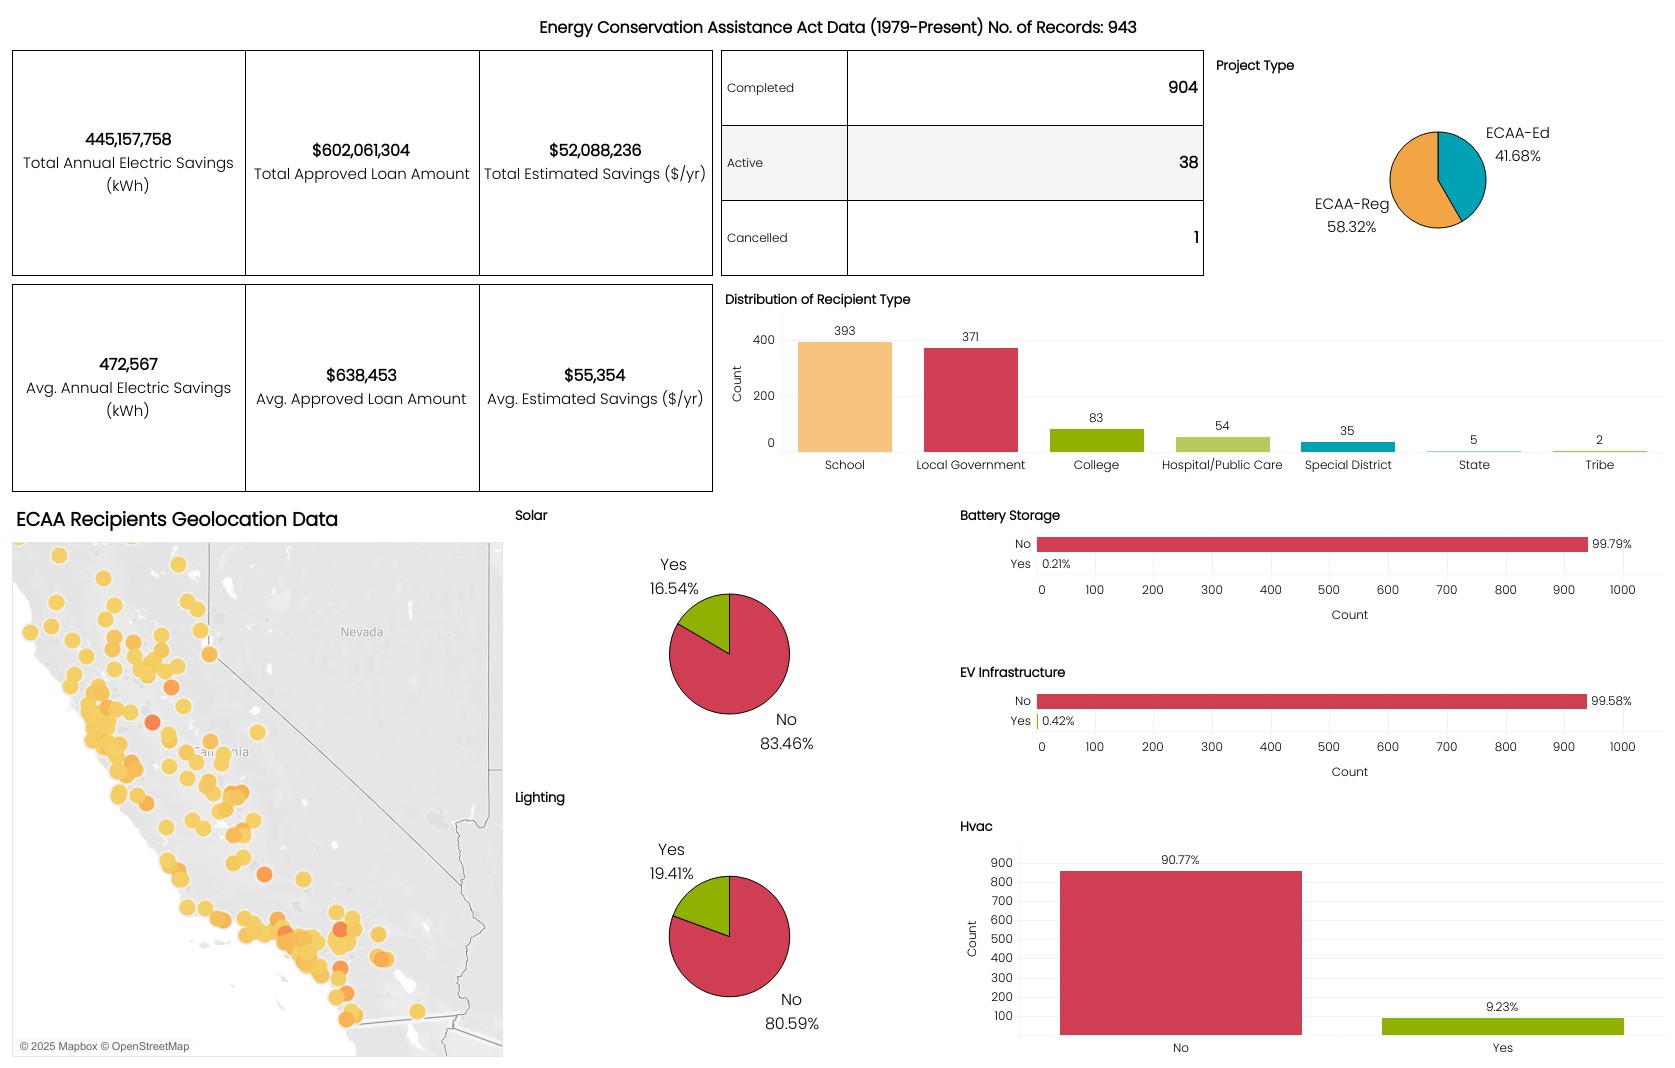 Energy Conservation Assistance Act Data (1979-Present) No. of Records: 943
445,157,758
Total Annual Electric Savings
(kWh)
$602,061,304
Total Approved Loan Amount
$52,088,236
Total Estimated Savings ($/yr)
Completed
904
Active
38
Cancelled
1
Project Type
ECAA-Ed
41.68%
ECAA-Reg
58.32%
472,567
Avg. Annual Electric Savings
(kWh)
$638,453
Avg. Approved Loan Amount
$55,354
Avg. Estimated Savings ($/yr)
Distribution of Recipient Type
Count
400
200
0
393
371
83
54
35
5
2
School
Local Government
College
Hospital/Public Care
Special District
State
Tribe
ECAA Recipients Geolocation Data
Nevada
© 2025 Mapbox © OpenStreetMap
Solar
Yes
16.54%
No
83.46%
Lighting
Yes
19.41%
No
80.59%
Battery Storage
No
99.79%
Yes
0.21%
0 100 200 300 400 500 600 700 800 900 1000
Count
EV Infrastructure
No
99.58%
Yes
0.42%
0 100 200 300 400 500 600 700 800 900 1000
Count
Hvac
Count
900
800
700
600
500
400
300
200
100
90.77%
9.23%
No
Yes